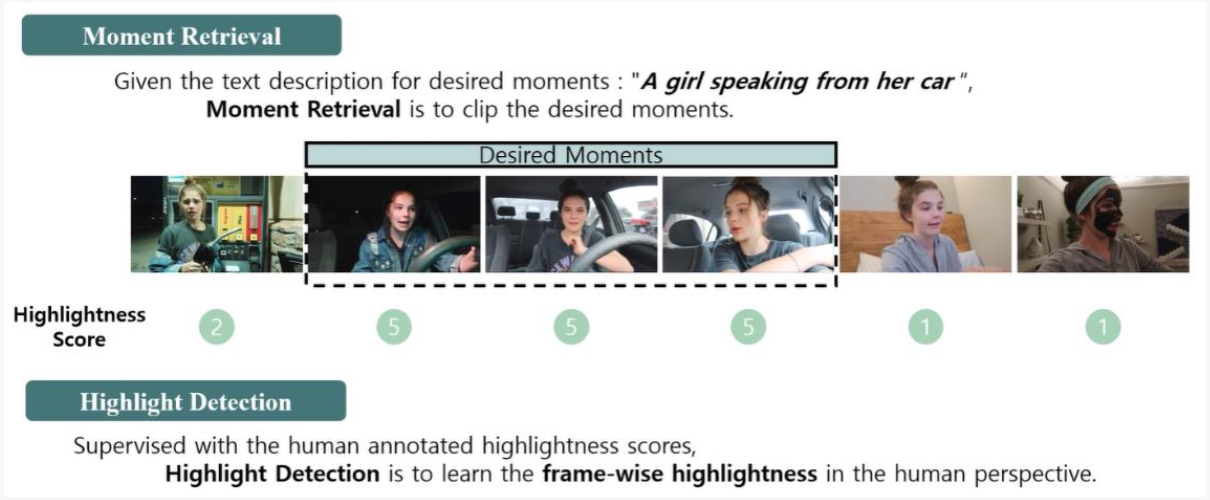 Moment Retrieval
Given the text description for desired moments : "A girl speaking from her car ",
Moment Retrieval is to clip the desired moments.
Desired Moments
Highlightness
Score
2
5
5
5
1
1
Highlight Detection
Supervised with the human annotated highlightness scores,
Highlight Detection is to learn the frame-wise highlightness in the human perspective.